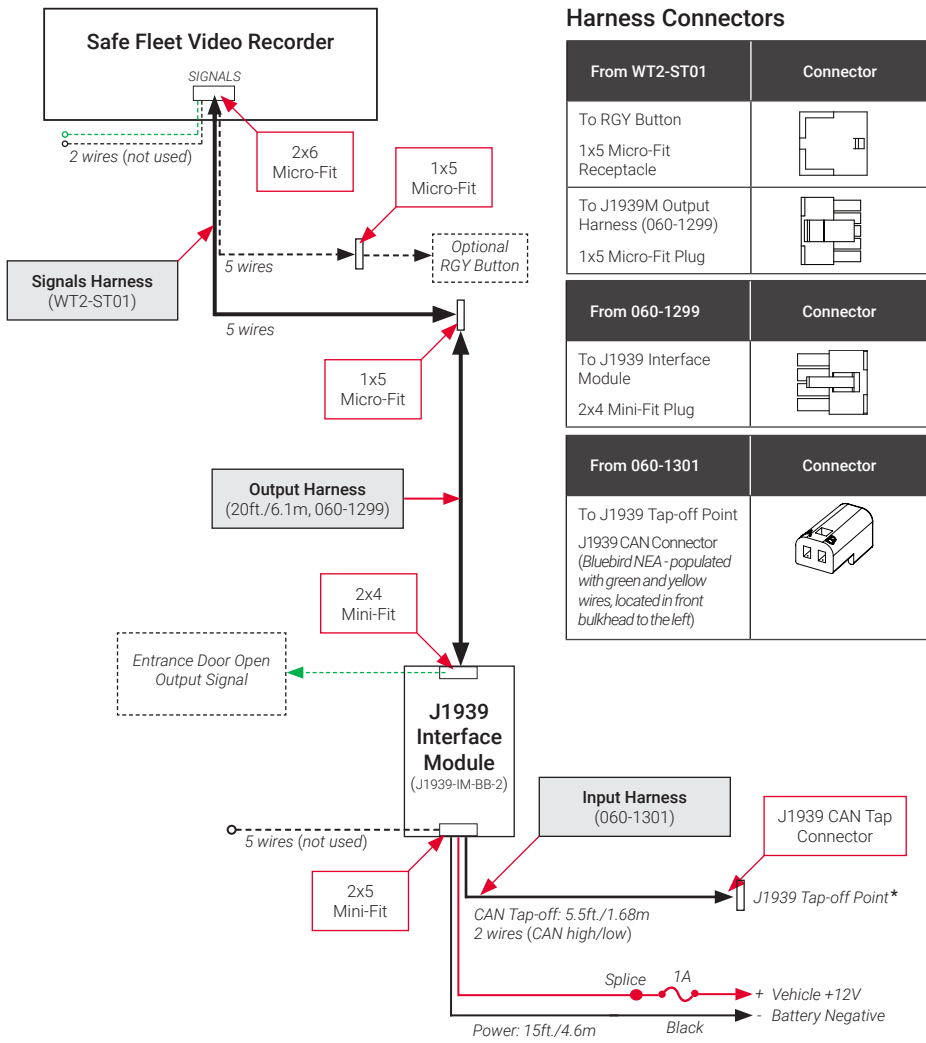 Safe Fleet Video Recorder
SIGNALS
2 wires (not used)
2x6
Micro-Fit
1x5
Micro-Fit
Optional
RGY Button
5 wires
Signals Harness
(WT2-ST01)
5 wires
1x5
Micro-Fit
Output Harness
(20ft./6.1m, 060-1299)
2x4
Mini-Fit
Entrance Door Open
Output Signal
J1939
Interface
Module
(J1939-IM-BB-2)
Input Harness
(060-1301)
J1939 CAN Tap
Connector
5 wires (not used)
2x5
Mini-Fit
J1939 Tap-off Point*
CAN Tap-off: 5.5ft./1.68m
2 wires (CAN high/low)
Splice
1A
+ Vehicle +12V
- Battery Negative
Power: 15ft./4.6m
Black
Harness Connectors
From WT2-ST01
Connector
To RGY Button
1x5 Micro-Fit
Receptacle
To J1939M Output
Harness (060-1299)
1x5 Micro-Fit Plug
From 060-1299
Connector
To J1939 Interface
Module
2x4 Mini-Fit Plug
From 060-1301
Connector
To J1939 Tap-off Point
J1939 CAN Connector
(Bluebird NEA - populated
with green and yellow
wires, located in front
bulkhead to the left)